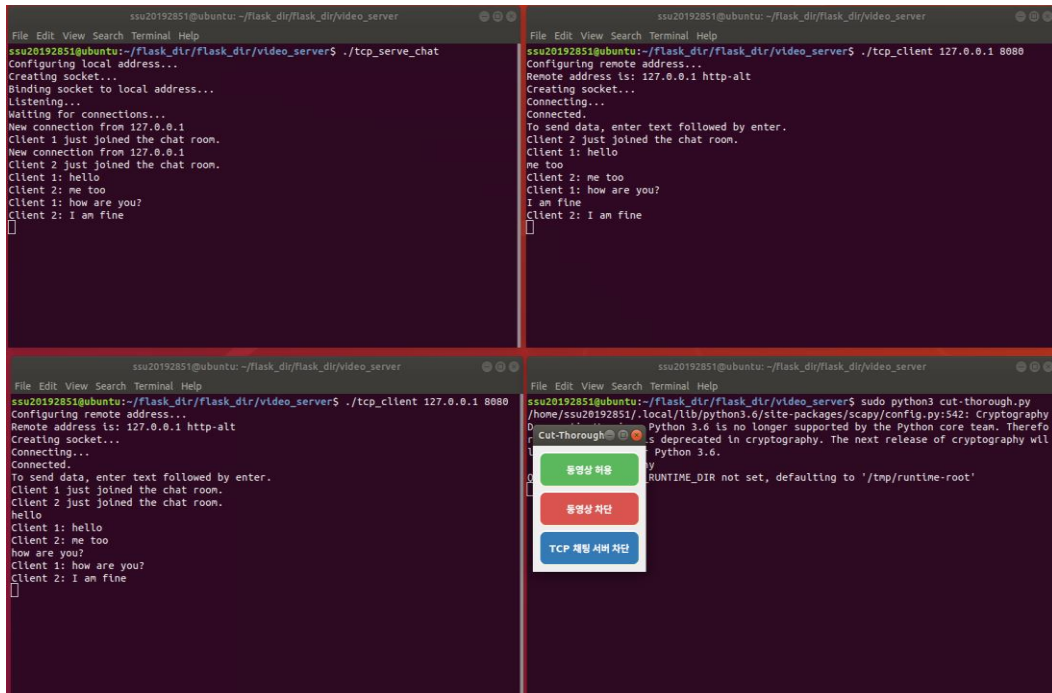 ssu20192851@ubuntu: ~/flask_dir/flask_dir/video_server
File Edit View Search Terminal Help
ssu20192851@ubuntu:~/flask_dir/flask_dir/video_server$ ./tcp_serve_chat
Configuring local address...
Creating socket...
Binding socket to local address...
Listening...
Waiting for connections...
New connection from 127.0.0.1
Client 1 just joined the chat room.
New connection from 127.0.0.1
Client 2 just joined the chat room.
Client 1: hello
Client 2: me too
Client 1: how are you?
Client 2: I am fine
ssu20192851@ubuntu: ~/flask_dir/flask_dir/video_server
File Edit View Search Terminal Help
ssu20192851@ubuntu:~/flask_dir/flask_dir/video_server$ ./tcp_client 127.0.0.1 8080
Configuring remote address...
Remote address is: 127.0.0.1 http-alt
Creating socket...
Connecting...
Connected.
To send data, enter text followed by enter.
Client 2 just joined the chat room.
Client 1: hello
me too
Client 2: me too
Client 1: how are you?
I am fine
Client 2: I am fine
ssu20192851@ubuntu: ~/flask_dir/flask_dir/video_server
File Edit View Search Terminal Help
ssu20192851@ubuntu:~/flask_dir/flask_dir/video_server$ ./tcp_client 127.0.0.1 8080
Configuring remote address...
Remote address is: 127.0.0.1 http-alt
Creating socket...
Connecting...
Connected.
To send data, enter text followed by enter.
Client 1 just joined the chat room.
Client 2 just joined the chat room.
hello
Client 1: hello
Client 2: me too
how are you?
Client 1: how are you?
Client 2: I am fine
ssu20192851@ubuntu: ~/flask_dir/flask_dir/video_server
File Edit View Search Terminal Help
ssu20192851@ubuntu:~/flask_dir/flask_dir/video_server$ sudo python3 cut-thorough.py
/home/ssu20192851/.local/lib/python3.6/site-packages/scapy/config.py:542: Cryptography
Python 3.6 is no longer supported by the Python core team. Therefo
s deprecated in cryptography. The next release of cryptography wil
Python 3.6.
_RUNTIME_DIR not set, defaulting to '/tmp/runtime-root'
Cut-Thorough
동영상 허용
동영상 차단
TCP 채팅 서버 차단